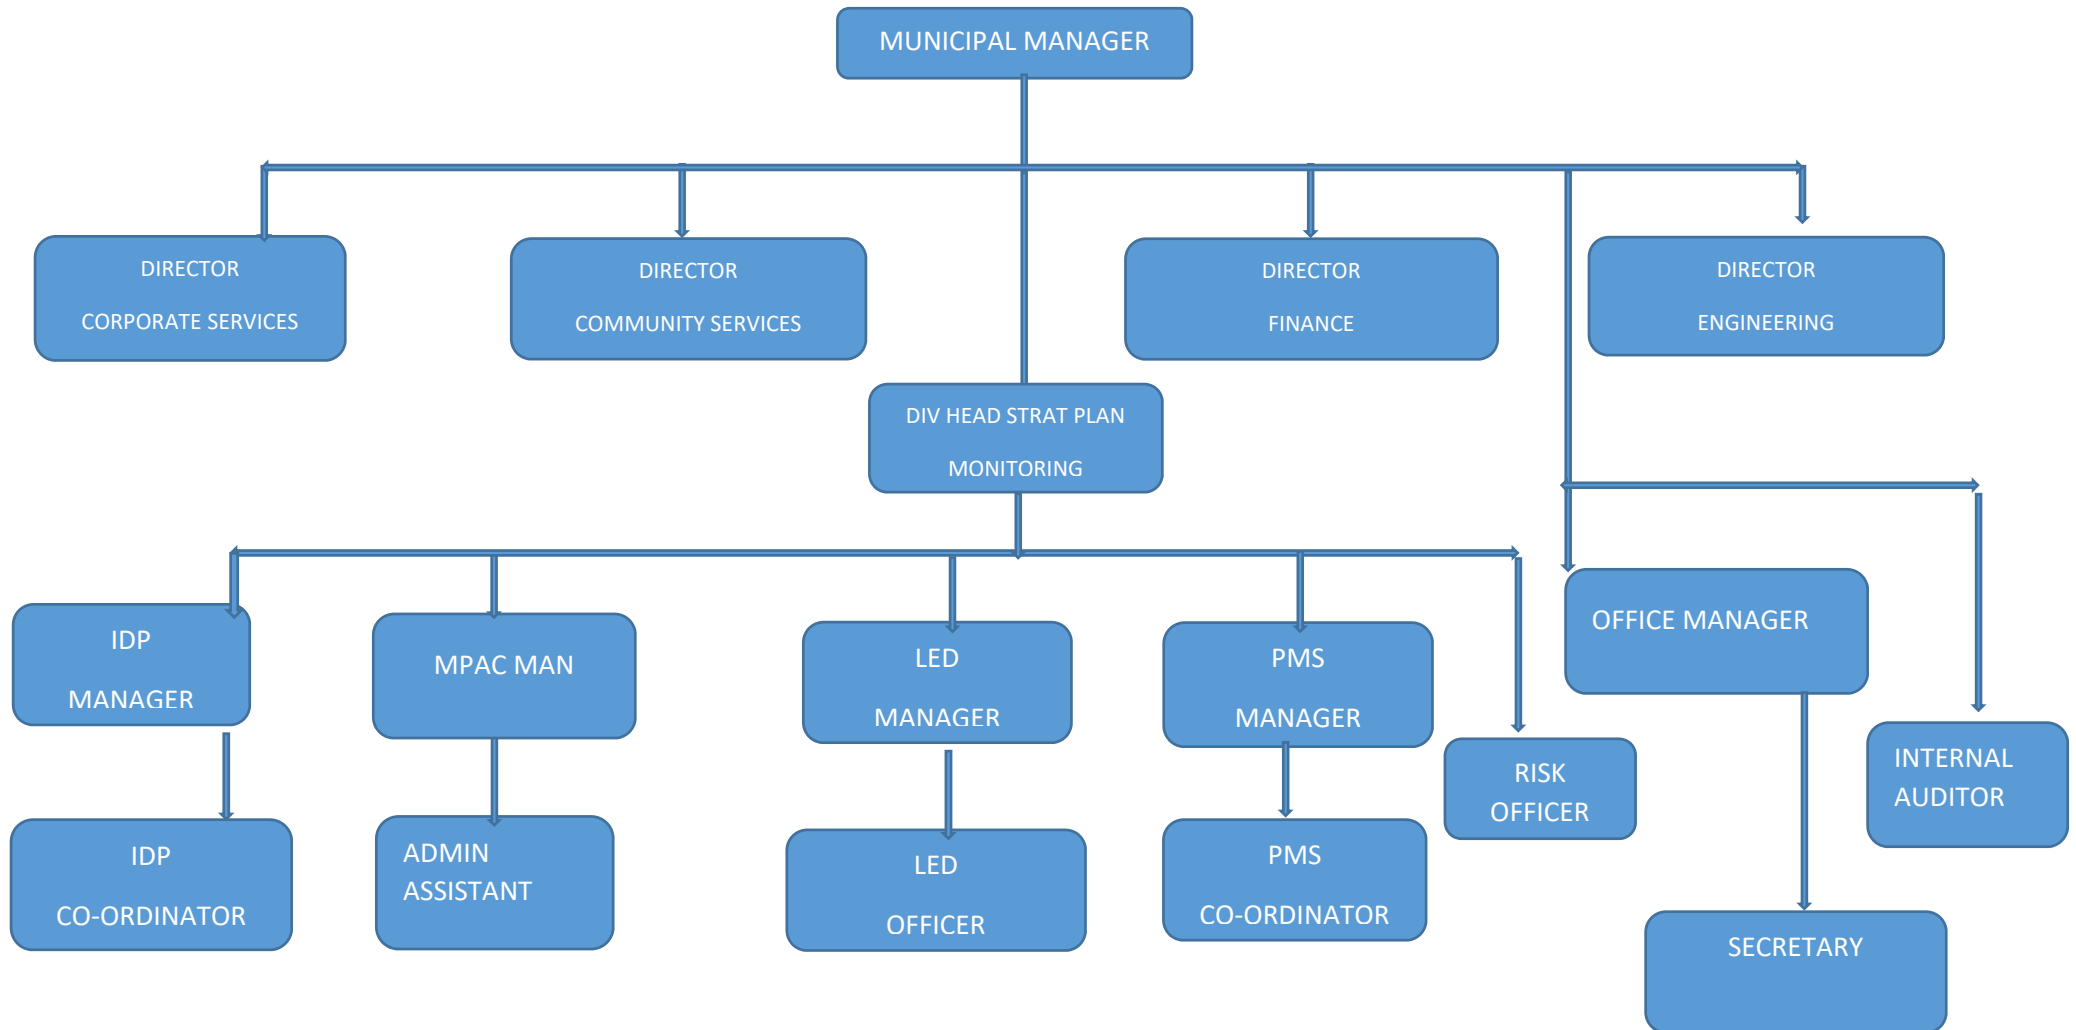 MUNICIPAL MANAGER
DIRECTOR
CORPORATE SERVICES
DIRECTOR
COMMUNITY SERVICES
DIRECTOR
FINANCE
DIRECTOR
ENGINEERING
DIV HEAD STRAT PLAN
MONITORING
IDP
MANAGER
MPAC MAN
LED
MANAGER
PMS
MANAGER
RISK
OFFICER
OFFICE MANAGER
INTERNAL
AUDITOR
IDP
CO-ORDINATOR
ADMIN
ASSISTANT
LED
OFFICER
PMS
CO-ORDINATOR
SECRETARY